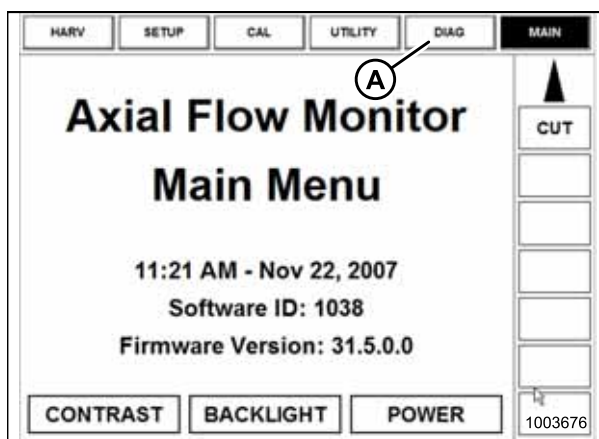 HARV SETUP CAL UTILITY DIAG MAIN
A
Axial Flow Monitor
CUT
Main Menu
11:21 AM - Nov 22, 2007
Software ID: 1038
Firmware Version: 31.5.0.0
CONTRAST BACKLIGHT POWER
1003676